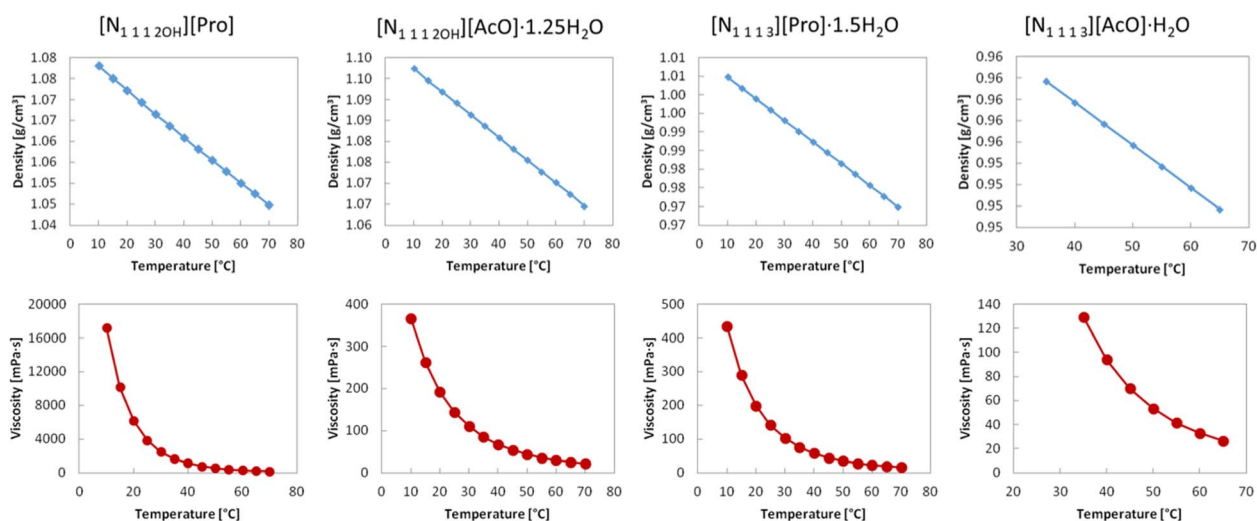 [N1 1 1 2OH][Pro]
[N1 1 1 2OH][AcO]·1.25H2O
[N1 1 1 3][Pro]·1.5H2O
[N1 1 1 3][AcO]·H2O
Density [g/cm³]
1.08
1.08
1.07
1.07
1.06
1.06
1.05
1.04
0 10 20 30 40 50 60 70 80
Temperature [°C]
Density [g/cm³]
1.10
1.09
1.09
1.08
1.08
1.07
1.07
1.06
0 10 20 30 40 50 60 70 80
Temperature [°C]
Density [g/cm³]
1.01
1.00
1.00
0.99
0.99
0.98
0.98
0.97
0.97
0 10 20 30 40 50 60 70 80
Temperature [°C]
Density [g/cm³]
0.96
0.96
0.96
0.96
0.95
0.95
0.95
0.95
30 40 50 60 70
Temperature [°C]
Viscosity [mPa·s]
20000
16000
12000
8000
4000
0
0 20 40 60 80
Temperature [°C]
Viscosity [mPa·s]
400
300
200
100
0
0 10 20 30 40 50 60 70 80
Temperature [°C]
Viscosity [mPa·s]
500
400
300
200
100
0
0 10 20 30 40 50 60 70 80
Temperature [°C]
Viscosity [mPa·s]
140
120
100
80
60
40
20
0
20 30 40 50 60 70
Temperature [°C]